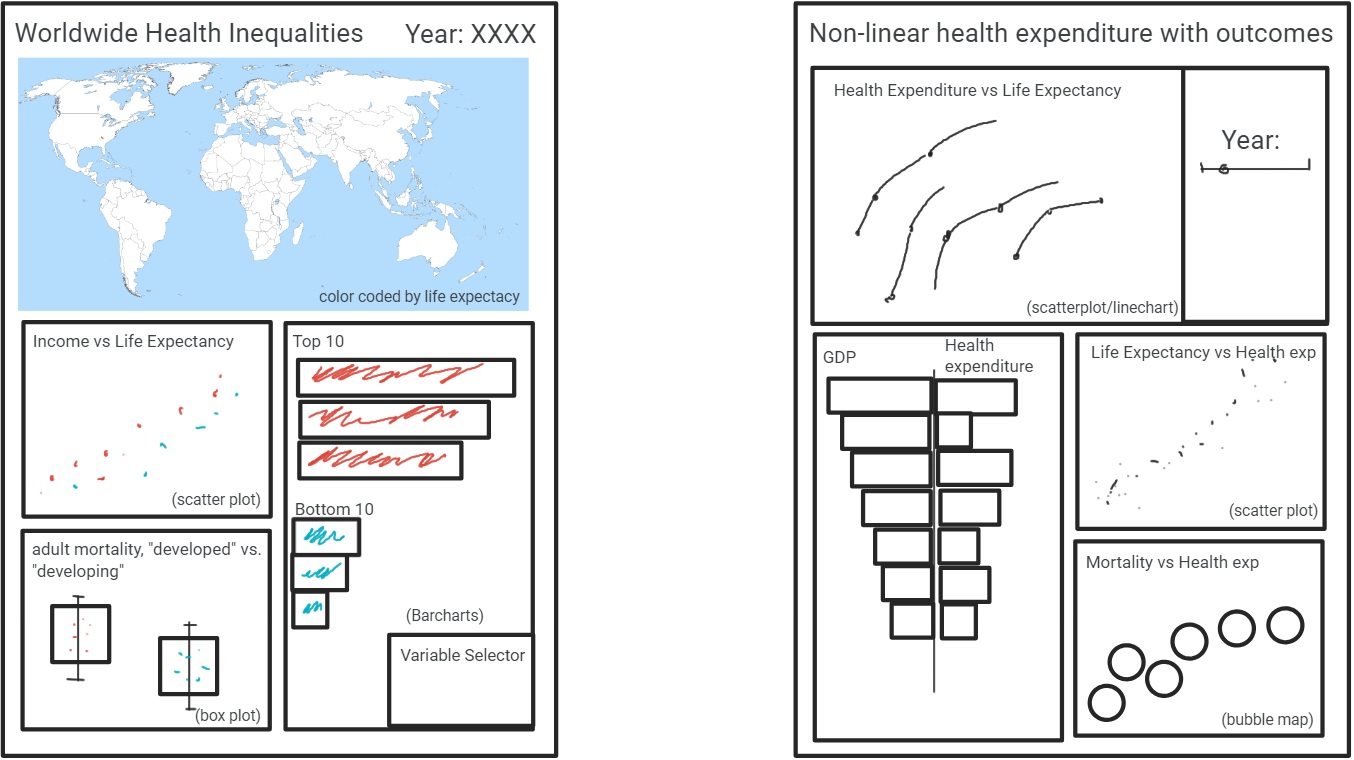 Worldwide Health Inequalities
Year: XXXX
color coded by life expectacy
Income vs Life Expectancy
(scatter plot)
adult mortality, "developed" vs.
"developing"
(box plot)
Top 10
Bottom 10
(Barcharts)
Variable Selector
Non-linear health expenditure with outcomes
Health Expenditure vs Life Expectancy
(scatterplot/linechart)
Year:
GDP
Health
expenditure
Life Expectancy vs Health exp
(scatter plot)
Mortality vs Health exp
(bubble map)